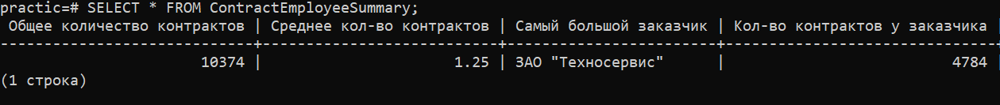 practic=# SELECT * FROM ContractEmployeeSummary;
Общее количество контрактов | Среднее кол-во контрактов | Самый большой заказчик | Кол-во контрактов у заказчика |
-----------------------------+---------------------------+------------------------+-------------------------------
10374 | 1.25 | ЗАО "Техносервис" | 4784 |
(1 строка)